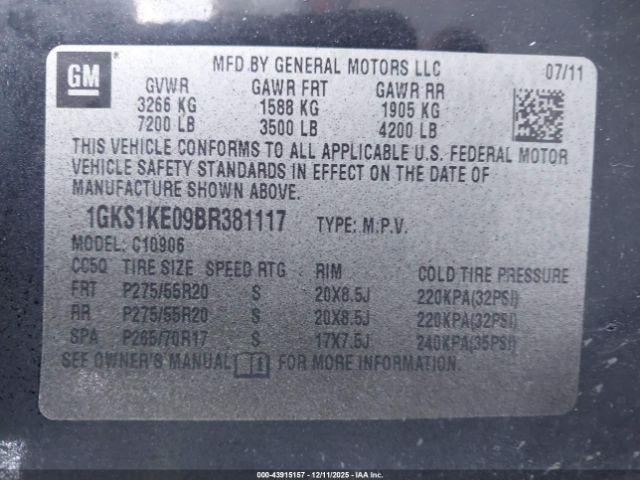 GM
MFD BY GENERAL MOTORS LLC 07/11
GVWR GAWR FRT GAWR RR
3266 KG 1588 KG 1905 KG
7200 LB 3500 LB 4200 LB
THIS VEHICLE CONFORMS TO ALL APPLICABLE U.S. FEDERAL MOTOR
VEHICLE SAFETY STANDARDS IN EFFECT ON THE DATE OF
MANUFACTURE SHOWN ABOVE.
1GKS1KE09BR381117 TYPE: M.P.V.
MODEL: C10906
CC5Q TIRE SIZE SPEED RTG RIM COLD TIRE PRESSURE
FRT P275/55R20 S 20X8.5J 220KPA(32PSI)
RR P275/55R20 S 20X8.5J 220KPA(32PSI)
SPA P265/70R17 S 17X7.5J 240KPA(35PSI)
SEE OWNER'S MANUAL FOR MORE INFORMATION.
000-43915157 - 12/11/2025 - IAAI, Inc.